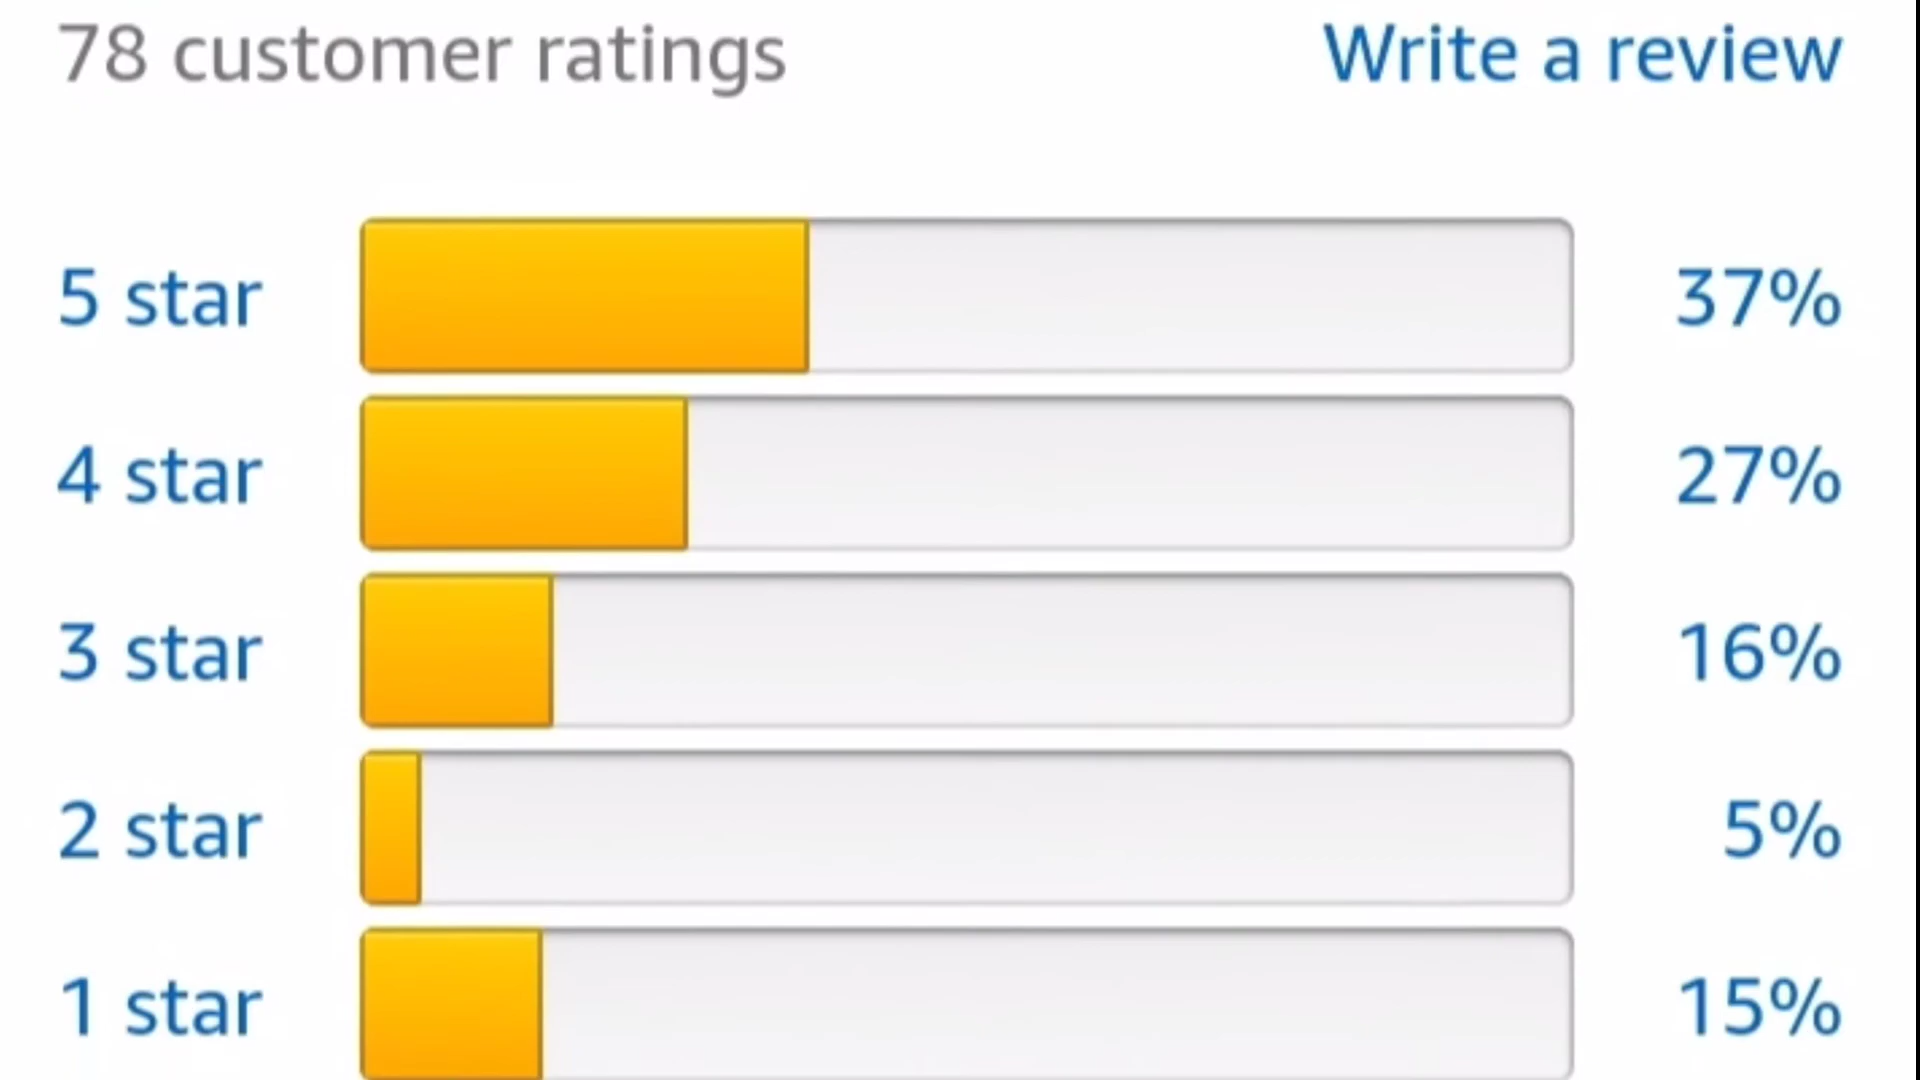 78 customer ratings Write a review
5 star 37%
4 star 27%
3 star 16%
2 star 5%
1 star 15%